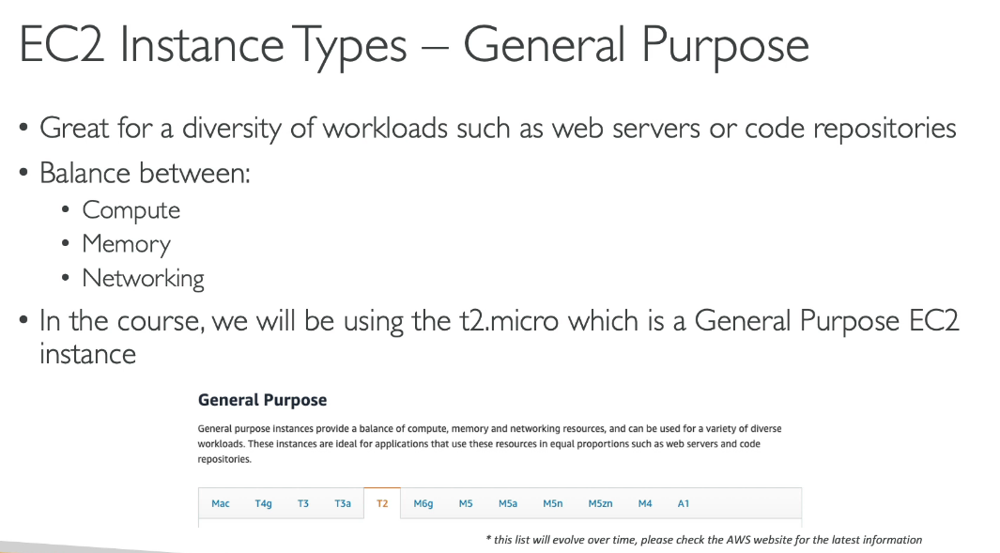 EC2 Instance Types – General Purpose
• Great for a diversity of workloads such as web servers or code repositories
• Balance between:
• Compute
• Memory
• Networking
• In the course, we will be using the t2.micro which is a General Purpose EC2
instance
General Purpose
General purpose instances provide a balance of compute, memory and networking resources, and can be used for a variety of diverse
workloads. These instances are ideal for applications that use these resources in equal proportions such as web servers and code
repositories.
Mac T4g T3 T3a T2 M6g M5 M5a M5n M5zn M4 A1
* this list will evolve over time, please check the AWS website for the latest information